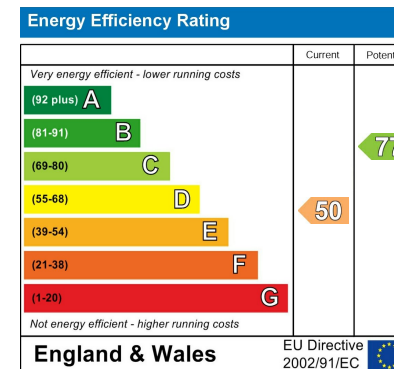 Energy Efficiency Rating
Current Potent
Very energy efficient - lower running costs
(92 plus) A
(81-91) B
(69-80) C
77
(55-68) D
50
(39-54) E
(21-38) F
(1-20) G
Not energy efficient - higher running costs
England & Wales
EU Directive
2002/91/EC